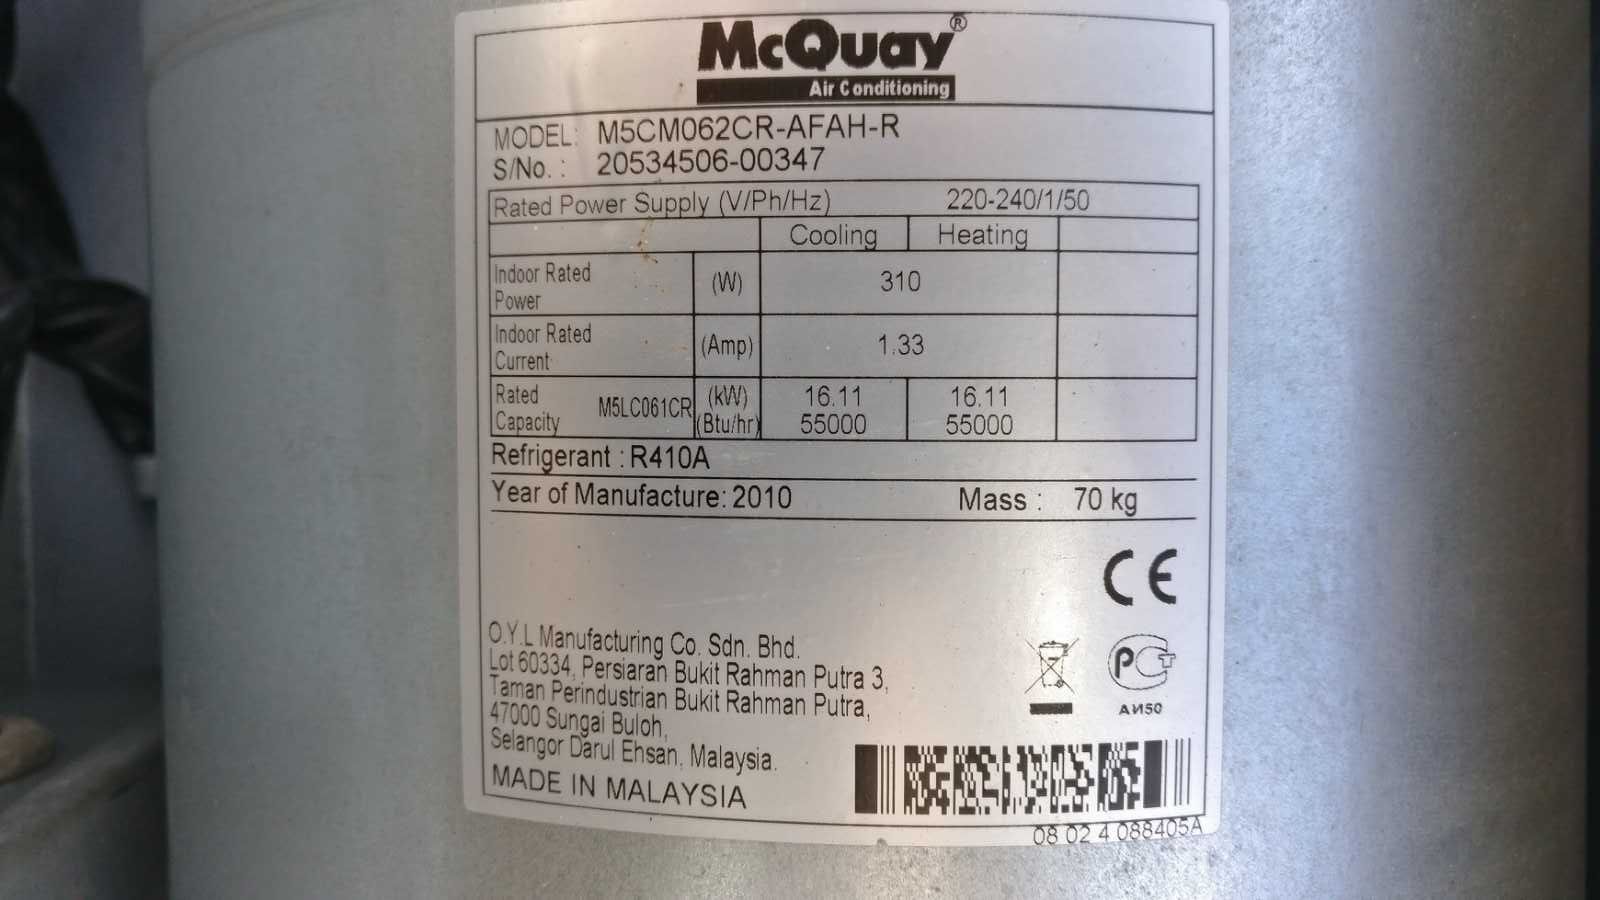 McQuay®
Air Conditioning
MODEL: M5CM062CR-AFAH-R
S/No. : 20534506-00347
Rated Power Supply (V/Ph/Hz) 220-240/1/50
Cooling Heating
Indoor Rated Power (W) 310
Indoor Rated Current (Amp) 1.33
Rated Capacity M5LC061CR (kW) 16.11 16.11
(Btu/hr) 55000 55000
Refrigerant : R410A
Year of Manufacture: 2010 Mass : 70 kg
CE
O.Y.L Manufacturing Co. Sdn. Bhd.
Lot 60334, Persiaran Bukit Rahman Putra 3,
Taman Perindustrian Bukit Rahman Putra,
47000 Sungai Buloh,
Selangor Darul Ehsan, Malaysia.
MADE IN MALAYSIA
РСТ
АИ50
08 02 4 088405A